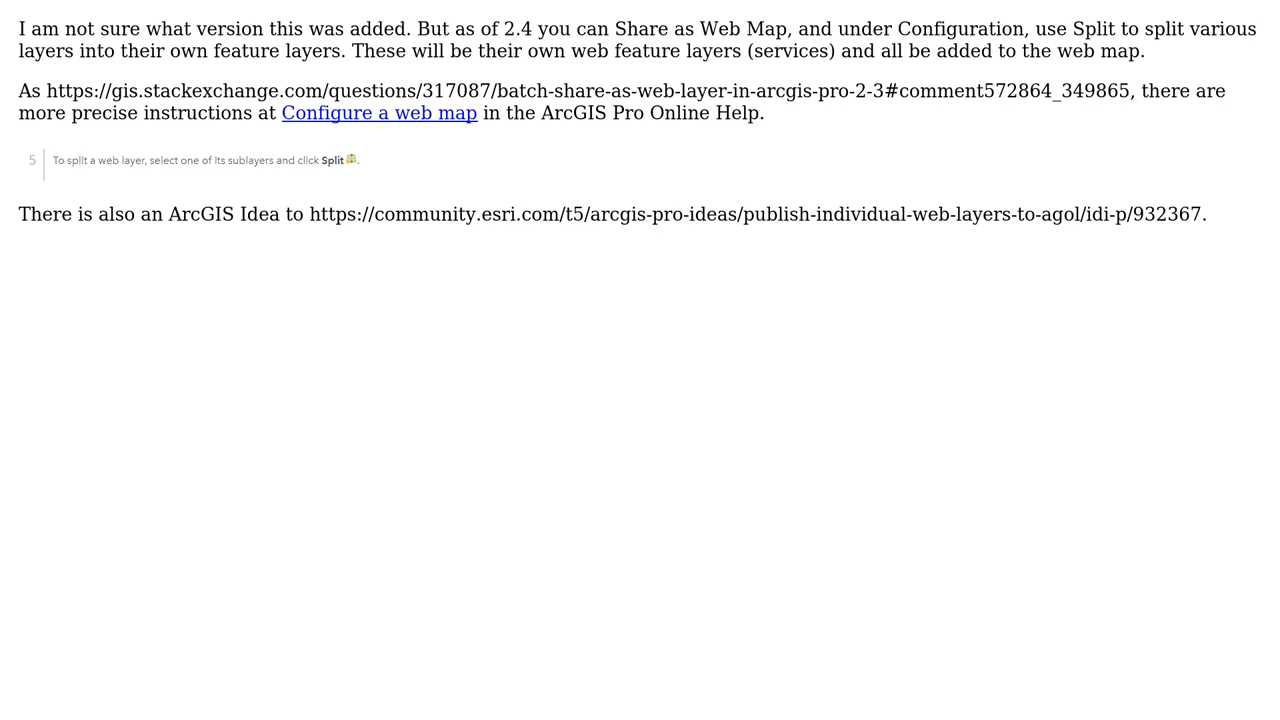 I am not sure what version this was added. But as of 2.4 you can Share as Web Map, and under Configuration, use Split to split various
layers into their own feature layers. These will be their own web feature layers (services) and all be added to the web map.
As https://gis.stackexchange.com/questions/317087/batch-share-as-web-layer-in-arcgis-pro-2-3#comment572864_349865, there are
more precise instructions at Configure a web map in the ArcGIS Pro Online Help.
5 To split a web layer, select one of its sublayers and click Split .
There is also an ArcGIS Idea to https://community.esri.com/t5/arcgis-pro-ideas/publish-individual-web-layers-to-agol/idi-p/932367.